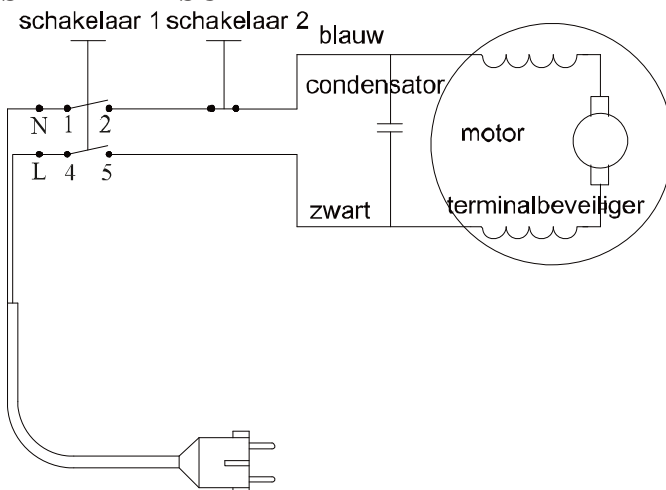 schakelaar 1 schakelaar 2
blauw
condensator
N 1 2
motor
L 4 5
zwart
terminalbeveiliger